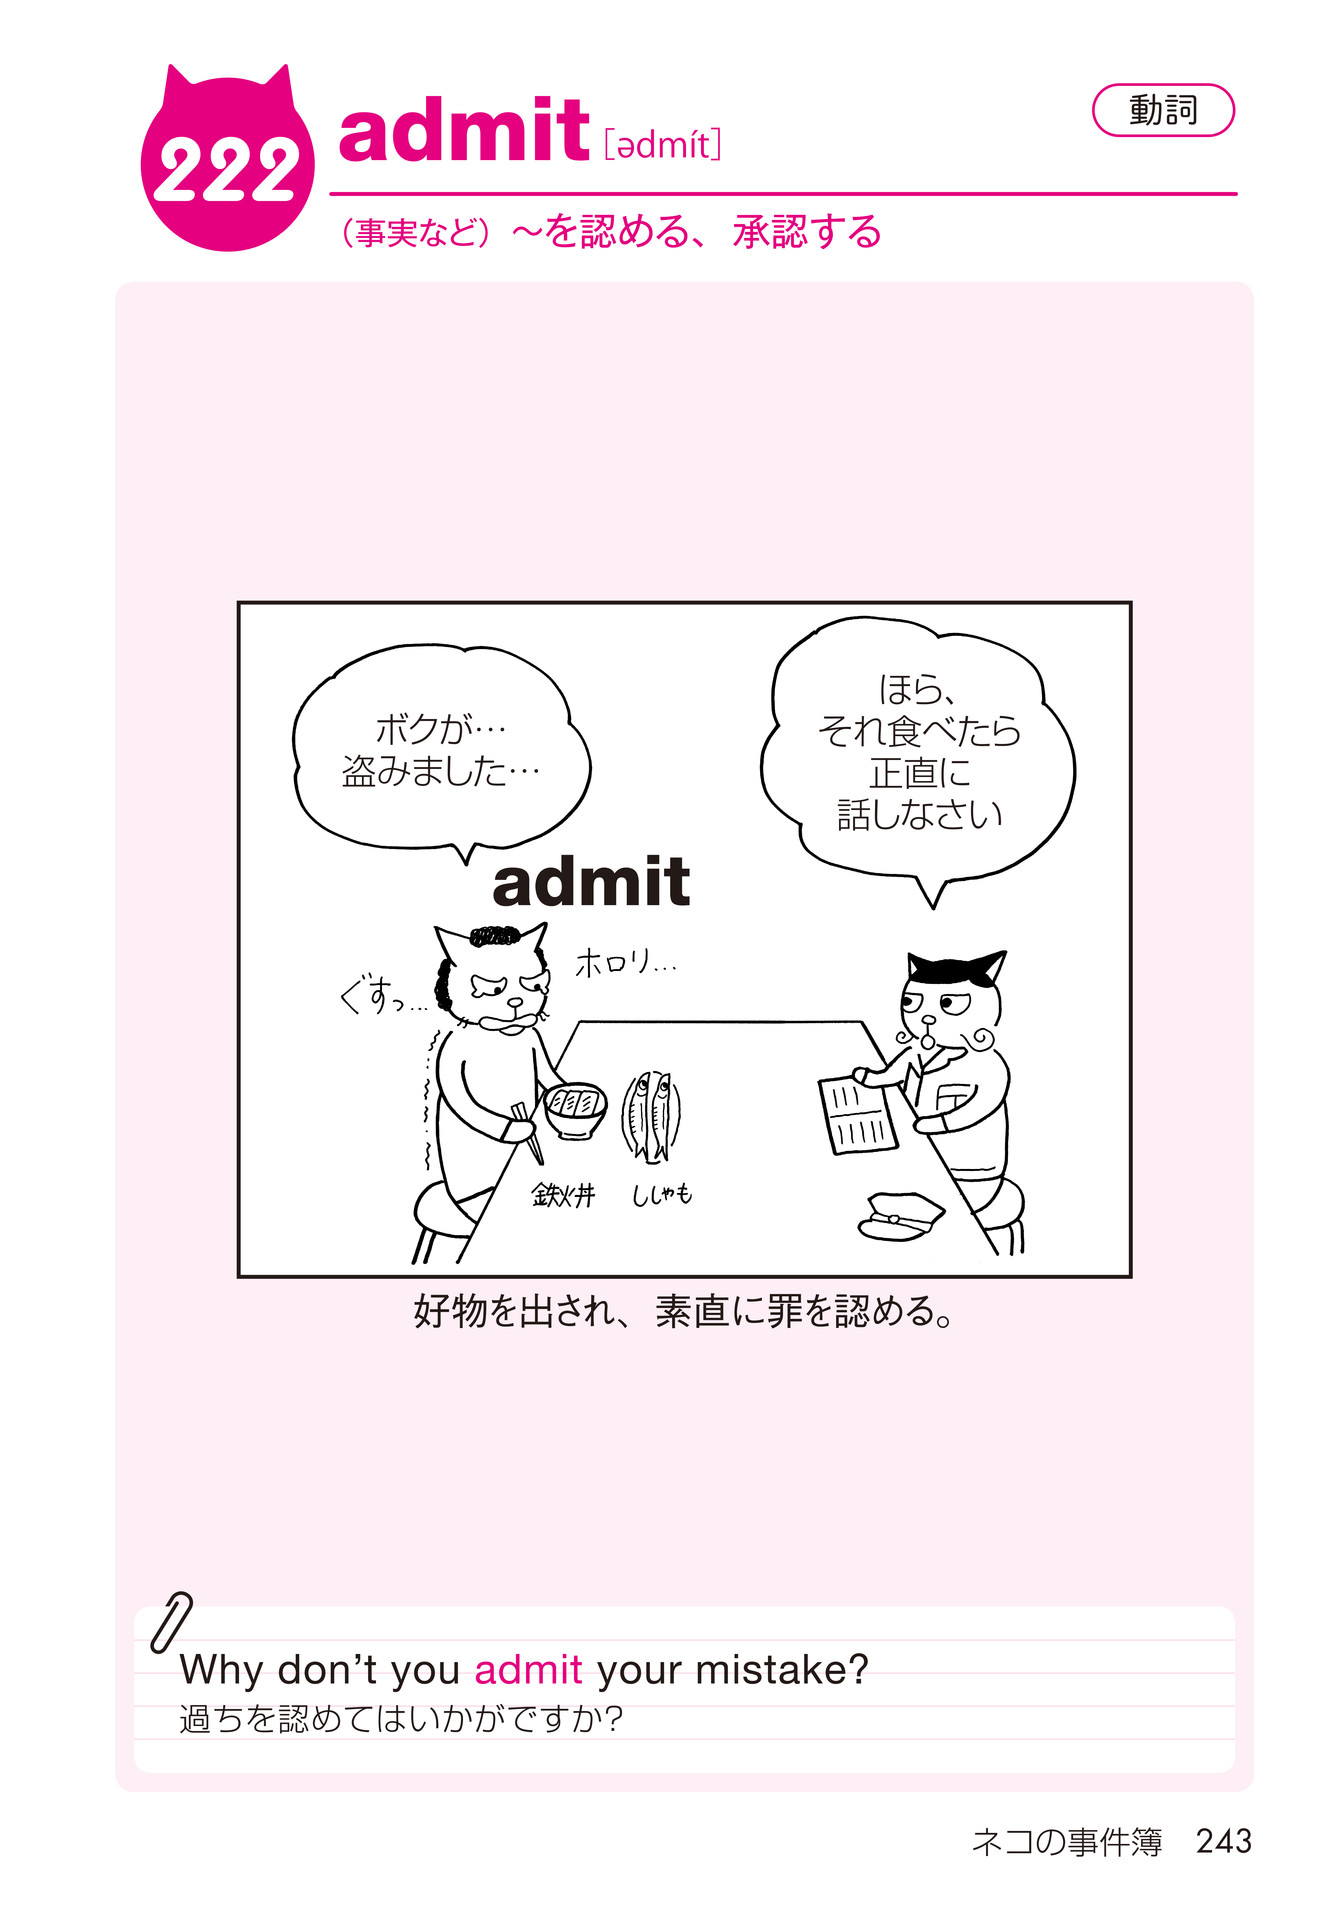 222
admit [ədmít]
動詞
（事実など）～を認める、承認する
ボクが…
盗みました…
ほら、
それ食べたら
正直に
話しなさい
admit
ホロリ…
ぐすっ…
鉄火丼
ししゃも
好物を出され、素直に罪を認める。
Why don't you admit your mistake?
過ちを認めてはいかがですか?
ネコの事件簿 243